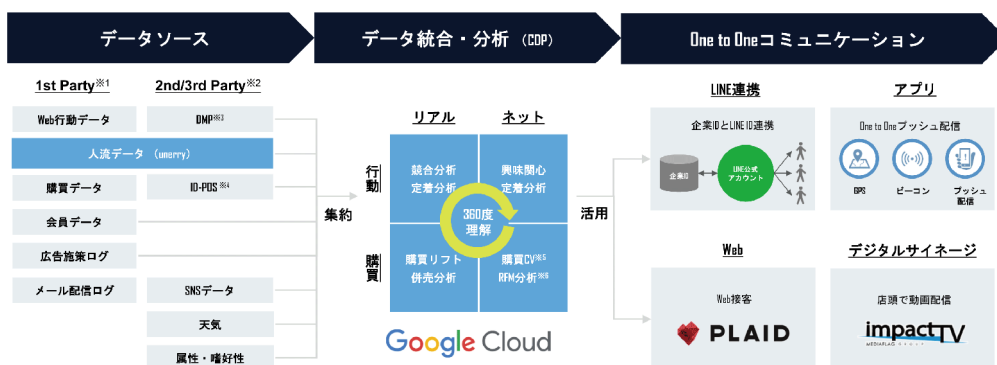 データソース
データ統合・分析 (CDP)
One to Oneコミュニケーション
1st Party※1
2nd/3rd Party※2
Web行動データ
DMP※3
人流データ (unerry)
購買データ
ID-POS※4
会員データ
広告施策ログ
メール配信ログ
SNSデータ
天気
属性・嗜好性
集約
リアル
ネット
行動
競合分析
定着分析
興味関心
定着分析
360度
理解
購買
購買リフト
併売分析
購買CV※5
RFM分析※6
Google Cloud
活用
LINE連携
企業IDとLINE ID連携
企業ID
LINE公式
アカウント
アプリ
One to Oneプッシュ配信
GPS
ビーコン
プッシュ
配信
Web
Web接客
PLAID
デジタルサイネージ
店頭で動画配信
impactTV
MEDIAFLAG GROUP